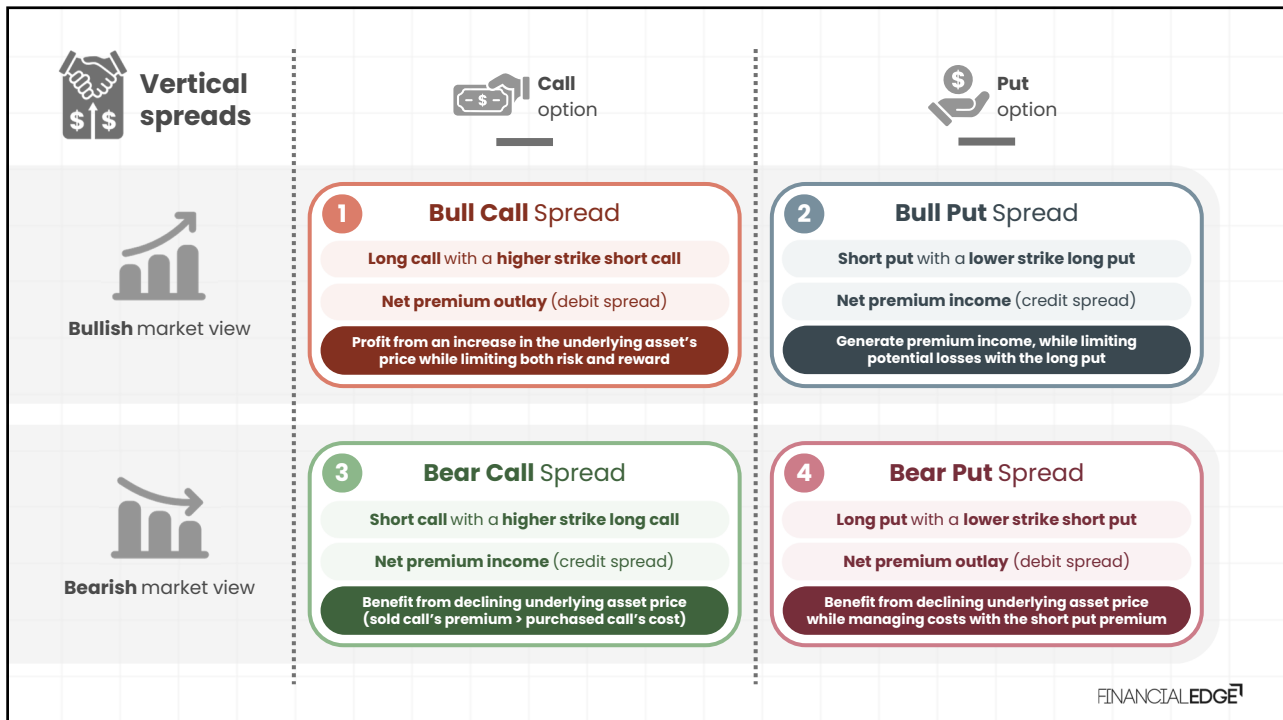 Vertical
spreads
$ $
- $ -
Call
option
$
Put
option
Bullish market view
1
Bull Call Spread
Long call with a higher strike short call
Net premium outlay (debit spread)
Profit from an increase in the underlying asset's
price while limiting both risk and reward
2
Bull Put Spread
Short put with a lower strike long put
Net premium income (credit spread)
Generate premium income, while limiting
potential losses with the long put
Bearish market view
3
Bear Call Spread
Short call with a higher strike long call
Net premium income (credit spread)
Benefit from declining underlying asset price
(sold call's premium > purchased call's cost)
4
Bear Put Spread
Long put with a lower strike short put
Net premium outlay (debit spread)
Benefit from declining underlying asset price
while managing costs with the short put premium
FINANCIALEDGE